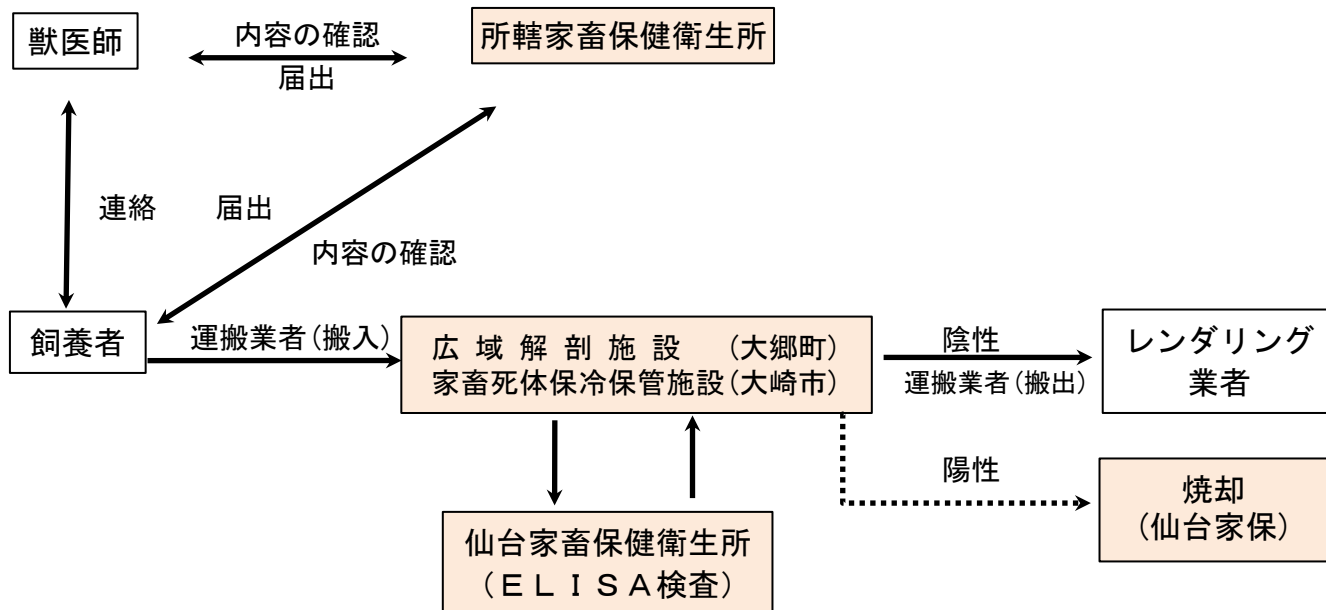 獣医師
内容の確認
届出
所轄家畜保健衛生所
連絡
届出
内容の確認
飼養者
運搬業者(搬入)
広域解剖施設 (大郷町)
家畜死体保冷保管施設(大崎市)
陰性
運搬業者(搬出)
レンダリング
業者
陽性
焼却
(仙台家保)
仙台家畜保健衛生所
(ELISA検査)